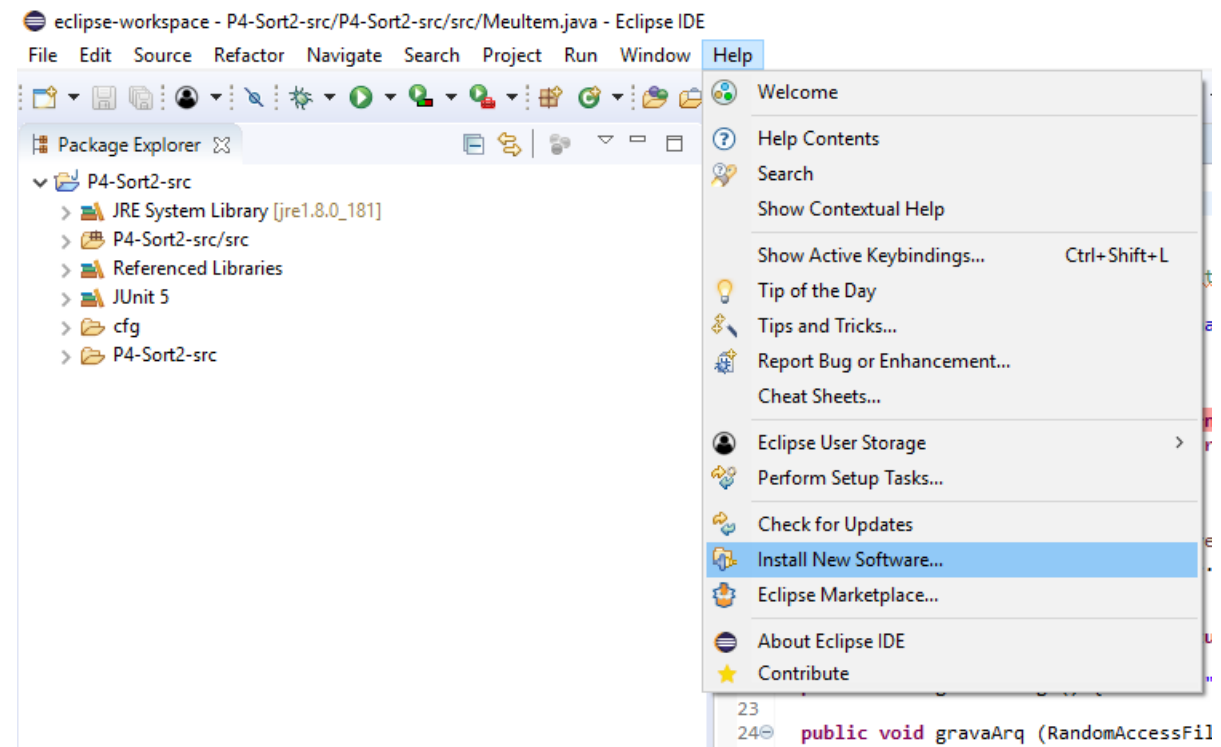 eclipse-workspace - P4-Sort2-src/P4-Sort2-src/src/MeuItem.java - Eclipse IDE
File Edit Source Refactor Navigate Search Project Run Window Help
Package Explorer
P4-Sort2-src
JRE System Library [jre1.8.0_181]
P4-Sort2-src/src
Referenced Libraries
JUnit 5
cfg
P4-Sort2-src
Welcome
Help Contents
Search
Show Contextual Help
Show Active Keybindings... Ctrl+Shift+L
Tip of the Day
Tips and Tricks...
Report Bug or Enhancement...
Cheat Sheets...
Eclipse User Storage
Perform Setup Tasks...
Check for Updates
Install New Software...
Eclipse Marketplace...
About Eclipse IDE
Contribute
23
24 public void gravaArq (RandomAccessFil